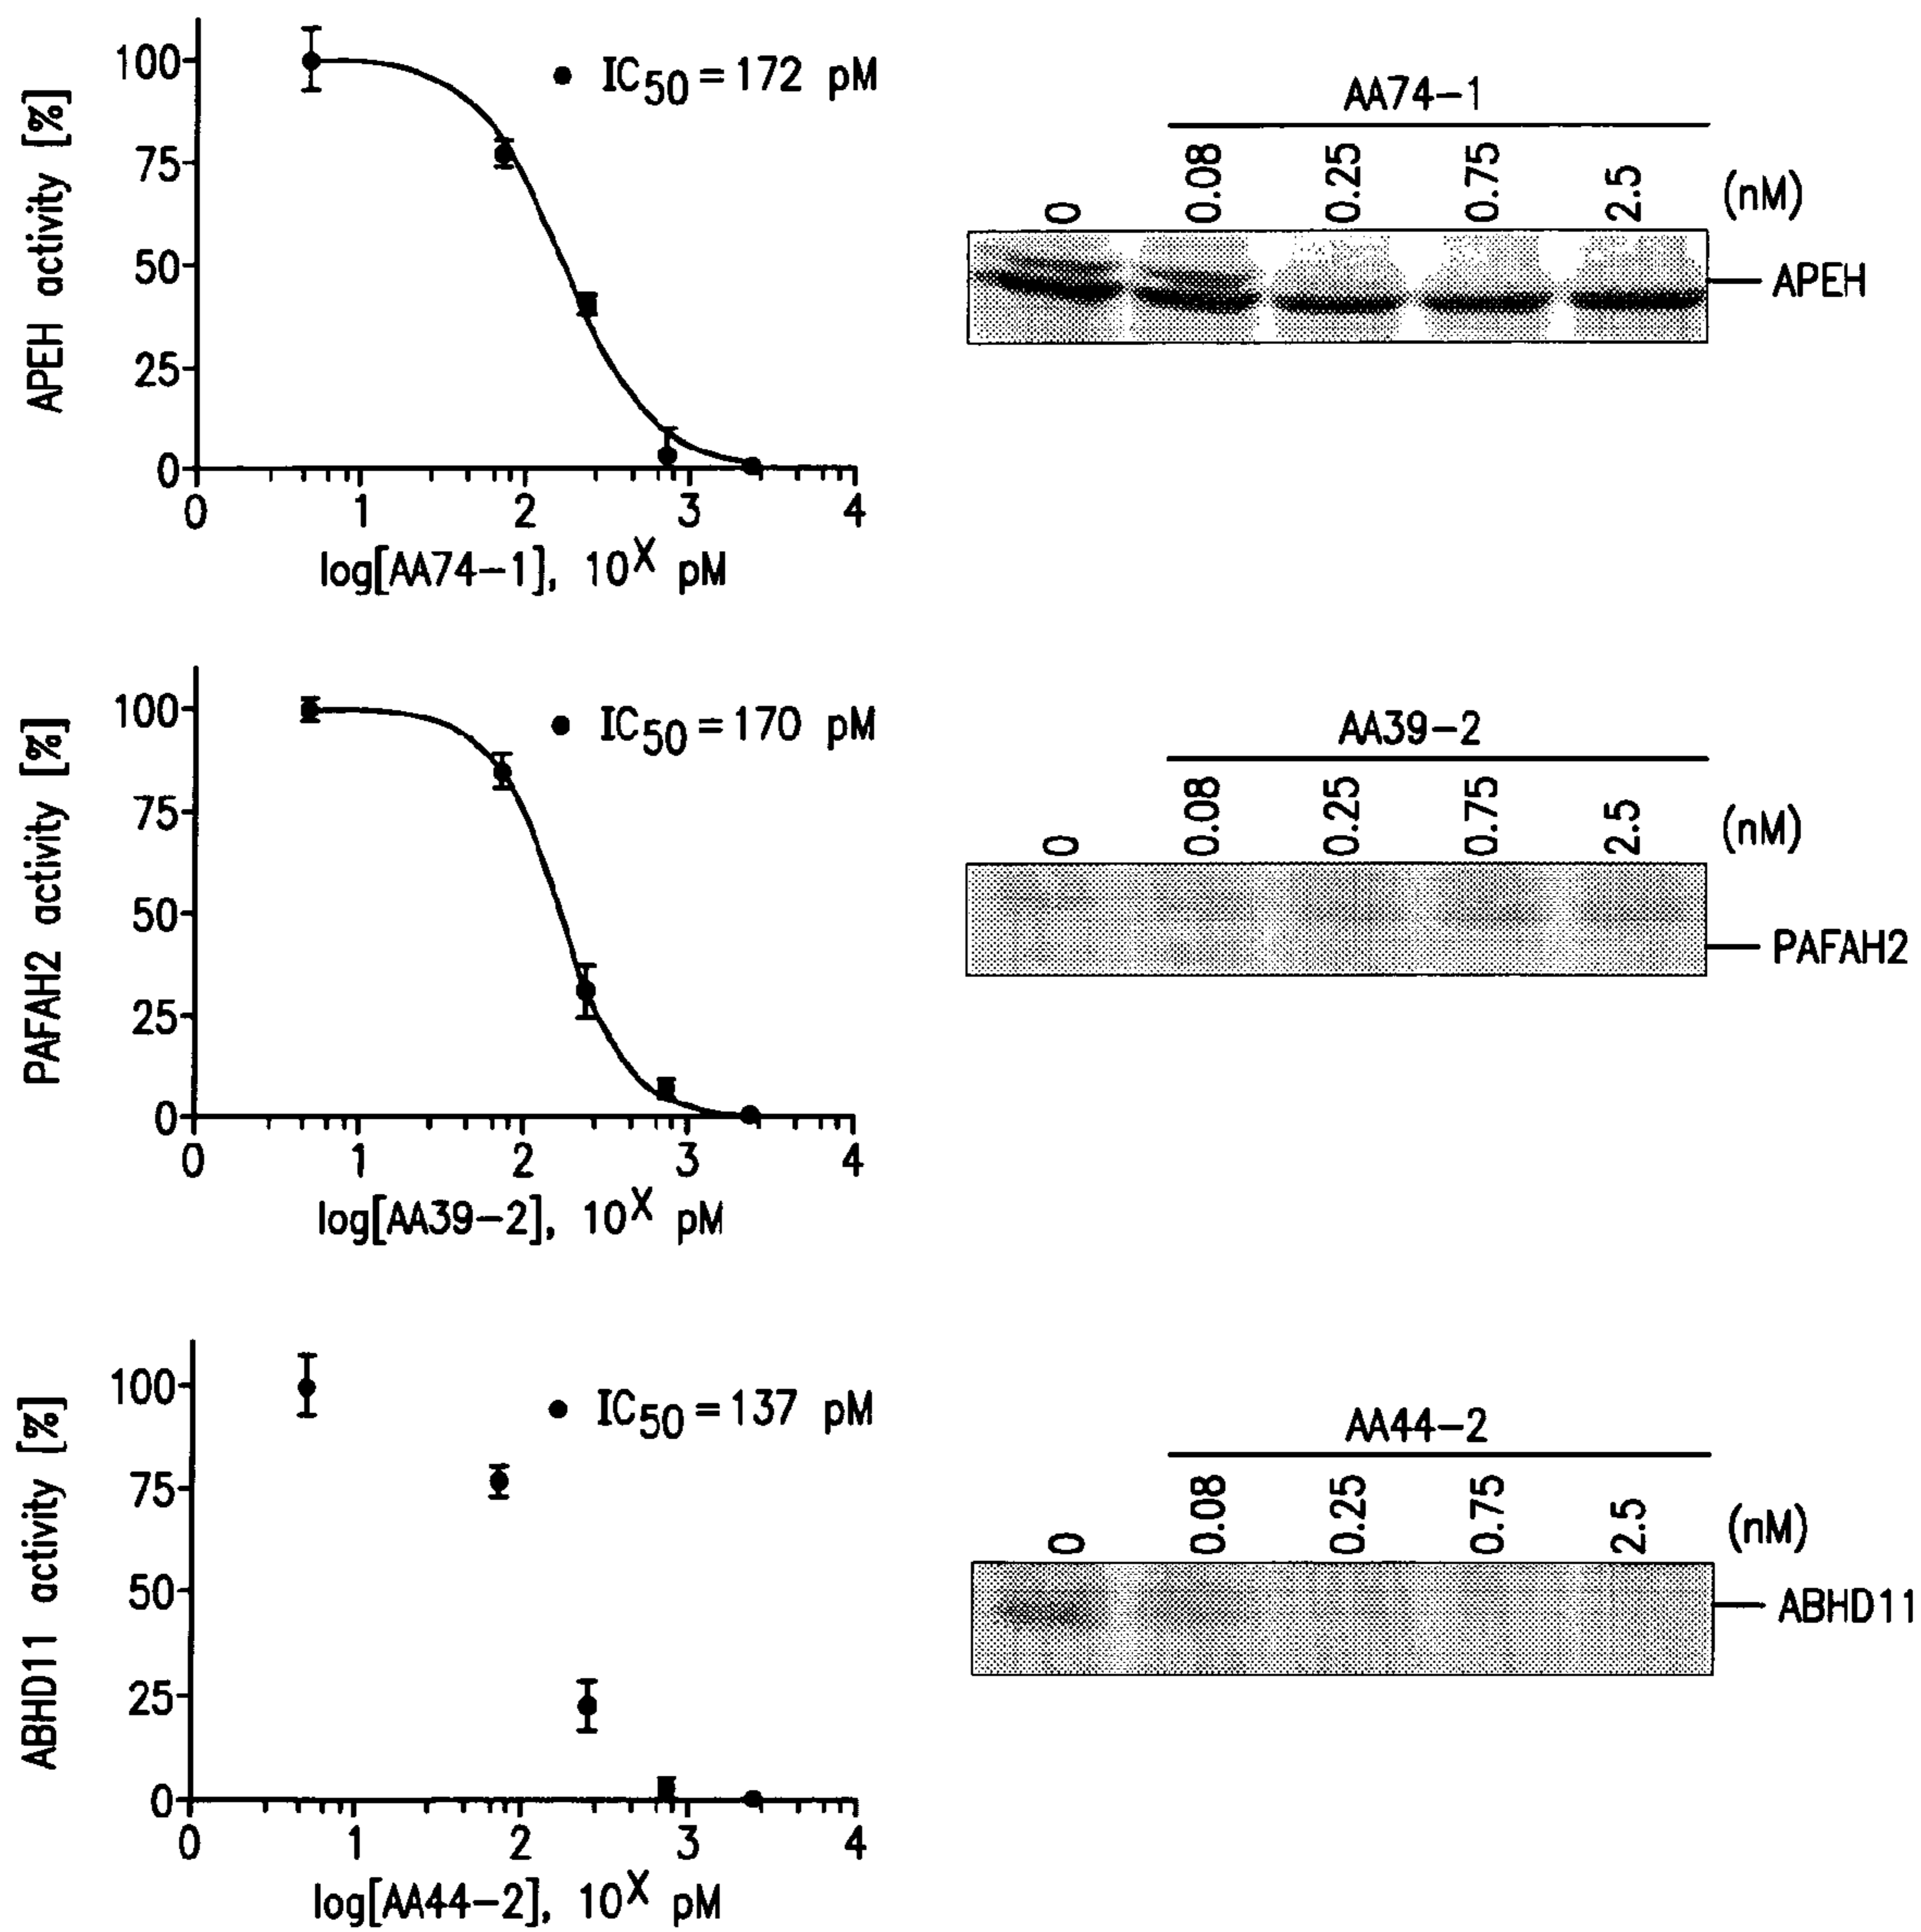 APEH activity [%]
100
75
50
25
0
IC50 = 172 pM
0 1 2 3 4
log[AA74-1], 10^X pM
AA74-1
0 0.08 0.25 0.75 2.5 (nM)
APEH
PAFAH2 activity [%]
100
75
50
25
0
IC50 = 170 pM
0 1 2 3 4
log[AA39-2], 10^X pM
AA39-2
0 0.08 0.25 0.75 2.5 (nM)
PAFAH2
ABHD11 activity [%]
100
75
50
25
0
IC50 = 137 pM
0 1 2 3 4
log[AA44-2], 10^X pM
AA44-2
0 0.08 0.25 0.75 2.5 (nM)
ABHD11